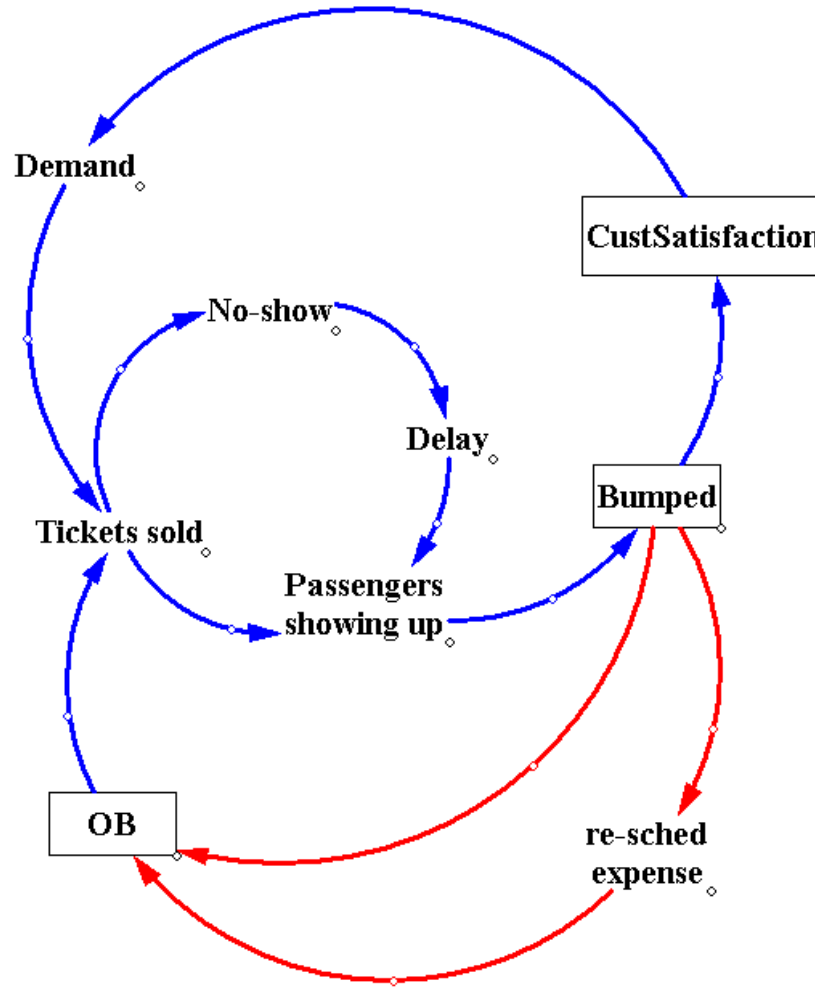 Demand
CustSatisfaction
No-show
Delay
Bumped
Tickets sold
Passengers
showing up
OB
re-sched
expense